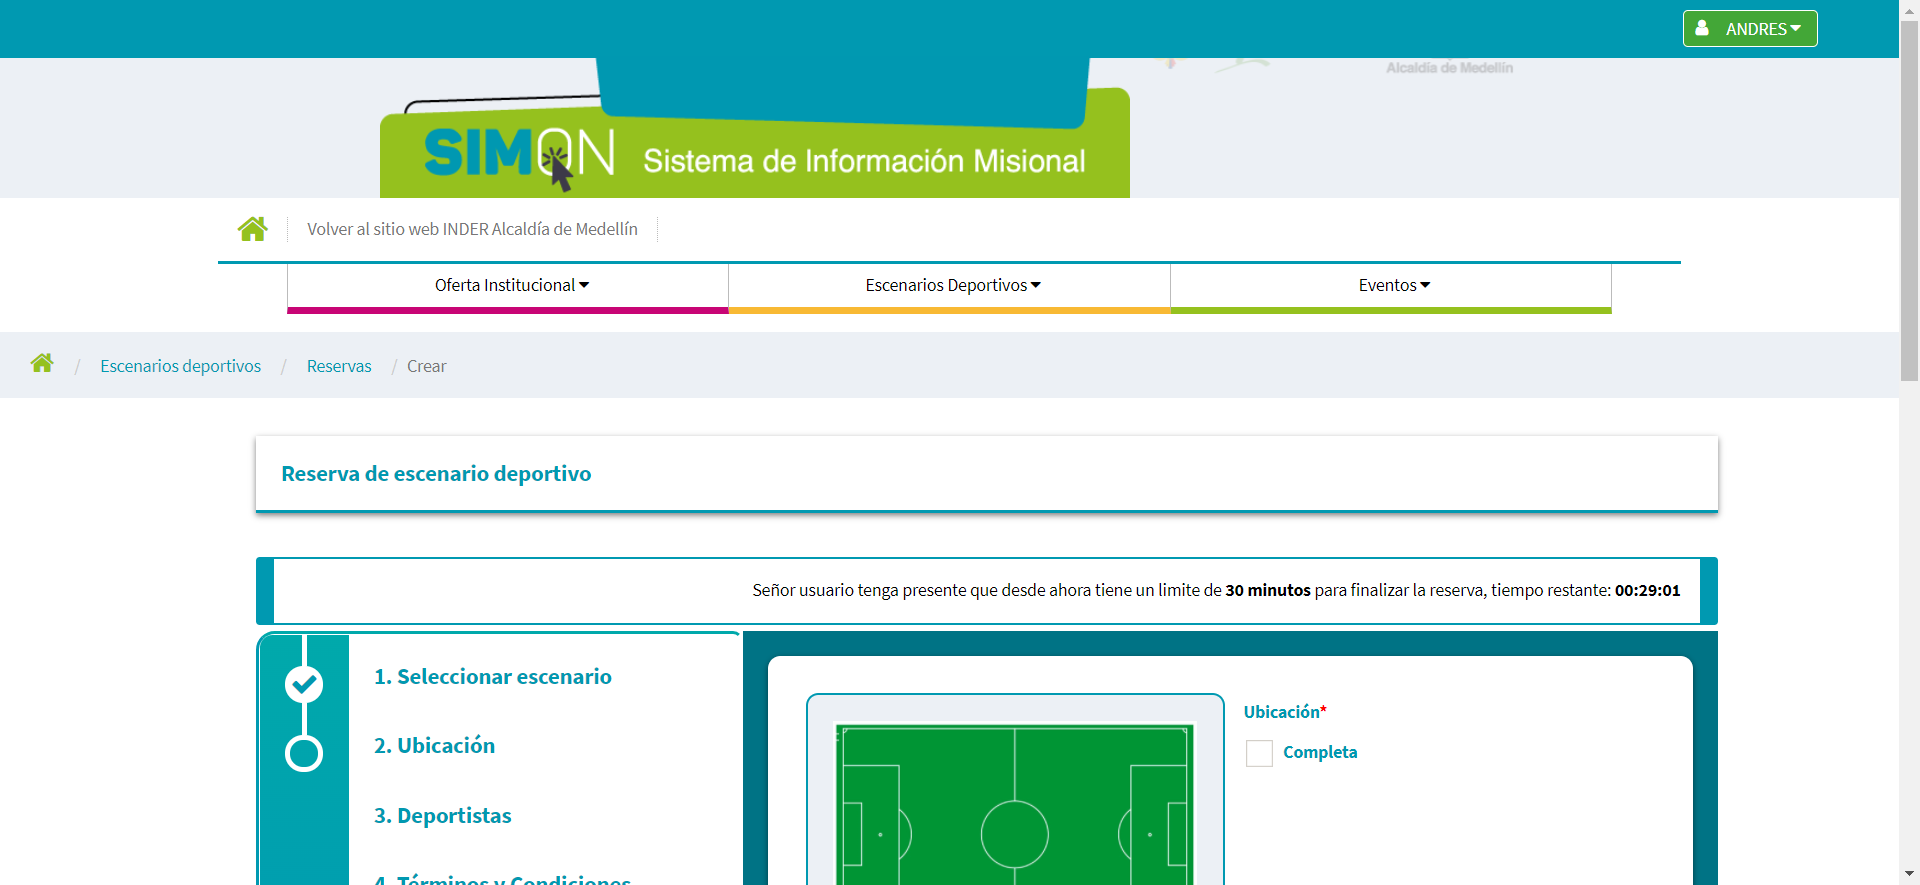 ANDRES
Alcaldía de Medellín
SIMON Sistema de Información Misional
Volver al sitio web INDER Alcaldía de Medellín
Oferta Institucional
Escenarios Deportivos
Eventos
/ Escenarios deportivos / Reservas / Crear
Reserva de escenario deportivo
Señor usuario tenga presente que desde ahora tiene un limite de 30 minutos para finalizar la reserva, tiempo restante: 00:29:01
1. Seleccionar escenario
2. Ubicación
3. Deportistas
4. Términos y Condiciones
Ubicación*
Completa